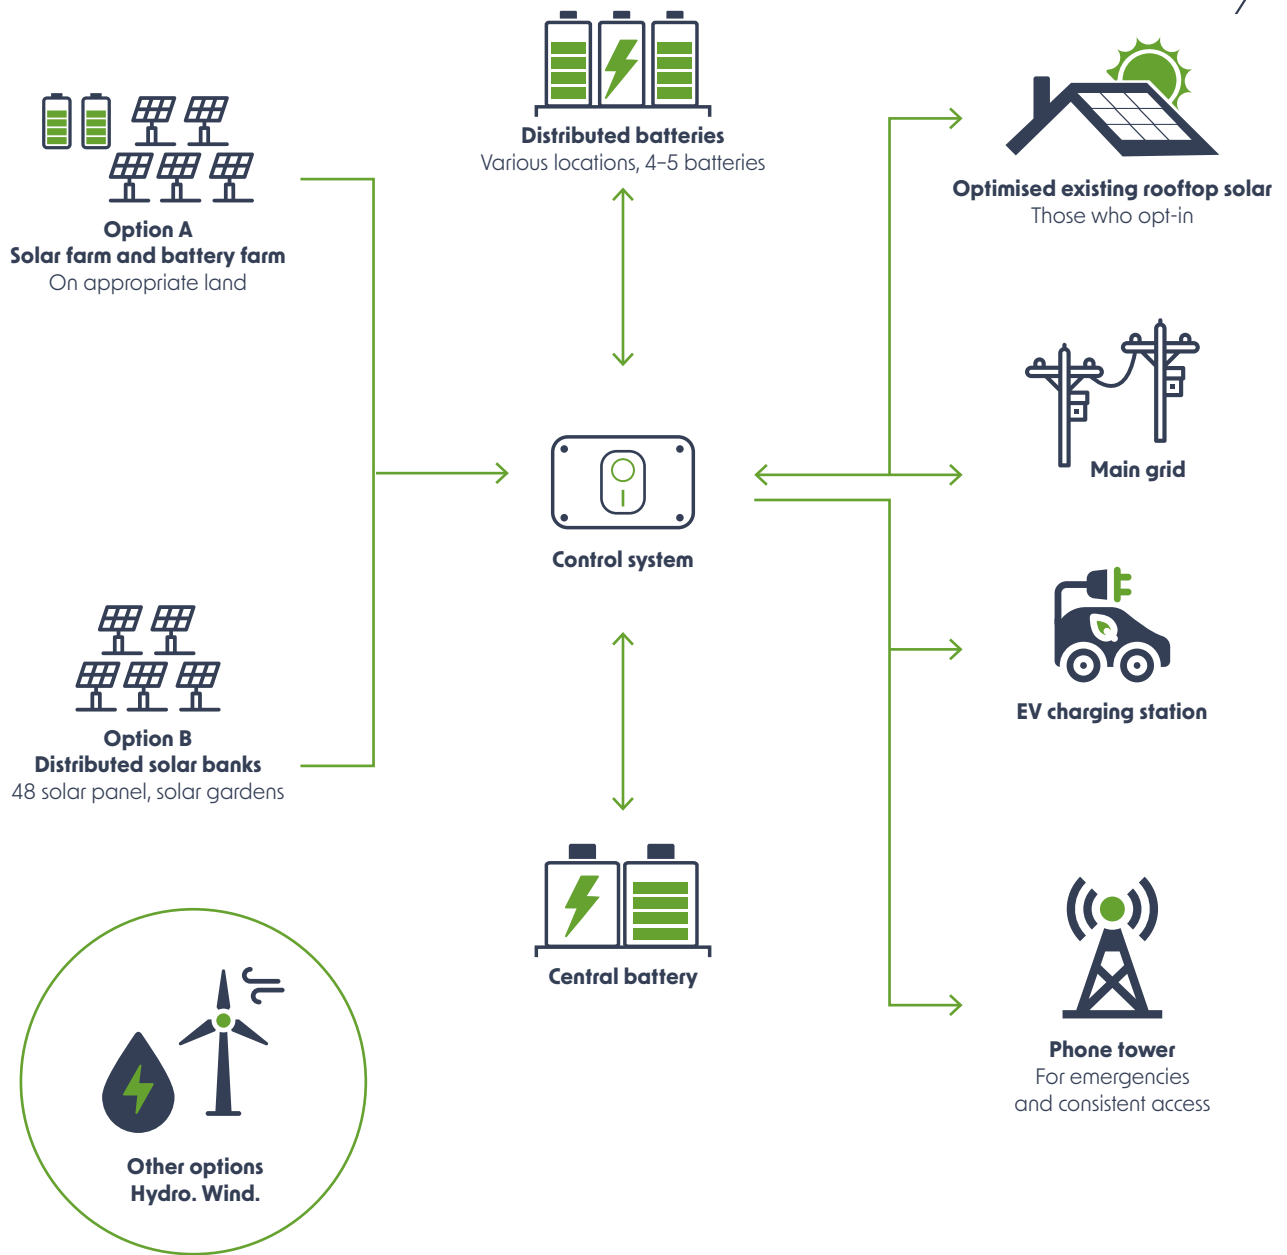 Distributed batteries
Various locations, 4–5 batteries
Option A
Solar farm and battery farm
On appropriate land
Optimised existing rooftop solar
Those who opt-in
Main grid
Control system
EV charging station
Option B
Distributed solar banks
48 solar panel, solar gardens
Central battery
Phone tower
For emergencies
and consistent access
Other options
Hydro. Wind.